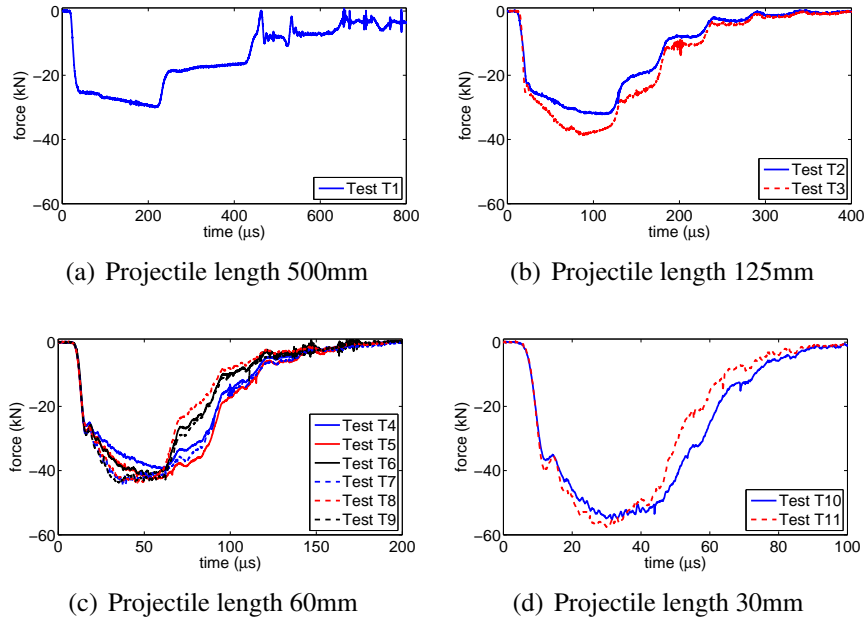 0
−20
−40
−60
force (kN)
0 200 400 600 800
time (μs)
Test T1
(a) Projectile length 500mm
0
−20
−40
−60
force (kN)
0 100 200 300 400
time (μs)
Test T2
Test T3
(b) Projectile length 125mm
0
−20
−40
−60
force (kN)
0 50 100 150 200
time (μs)
Test T4
Test T5
Test T6
Test T7
Test T8
Test T9
(c) Projectile length 60mm
0
−20
−40
−60
force (kN)
0 20 40 60 80 100
time (μs)
Test T10
Test T11
(d) Projectile length 30mm